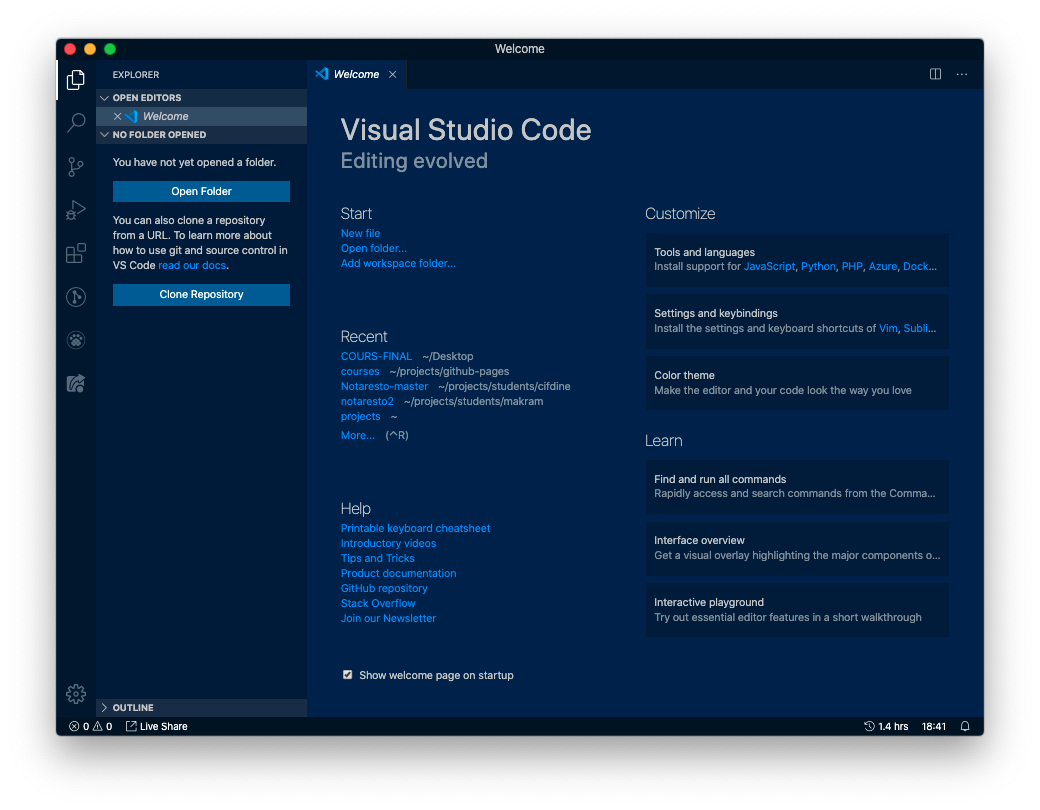 Welcome
EXPLORER
OPEN EDITORS
Welcome
NO FOLDER OPENED
You have not yet opened a folder.
Open Folder
You can also clone a repository
from a URL. To learn more about
how to use git and source control in
VS Code read our docs.
Clone Repository
OUTLINE
Welcome
Visual Studio Code
Editing evolved
Start
New file
Open folder...
Add workspace folder...
Recent
COURS-FINAL ~/Desktop
courses ~/projects/github-pages
Notaresto-master ~/projects/students/cifdine
notaresto2 ~/projects/students/makram
projects ~
More... (^R)
Help
Printable keyboard cheatsheet
Introductory videos
Tips and Tricks
Product documentation
GitHub repository
Stack Overflow
Join our Newsletter
Show welcome page on startup
Customize
Tools and languages
Install support for JavaScript, Python, PHP, Azure, Dock...
Settings and keybindings
Install the settings and keyboard shortcuts of Vim, Subli...
Color theme
Make the editor and your code look the way you love
Learn
Find and run all commands
Rapidly access and search commands from the Comma...
Interface overview
Get a visual overlay highlighting the major components o...
Interactive playground
Try out essential editor features in a short walkthrough
0 0 Live Share
1.4 hrs 18:41